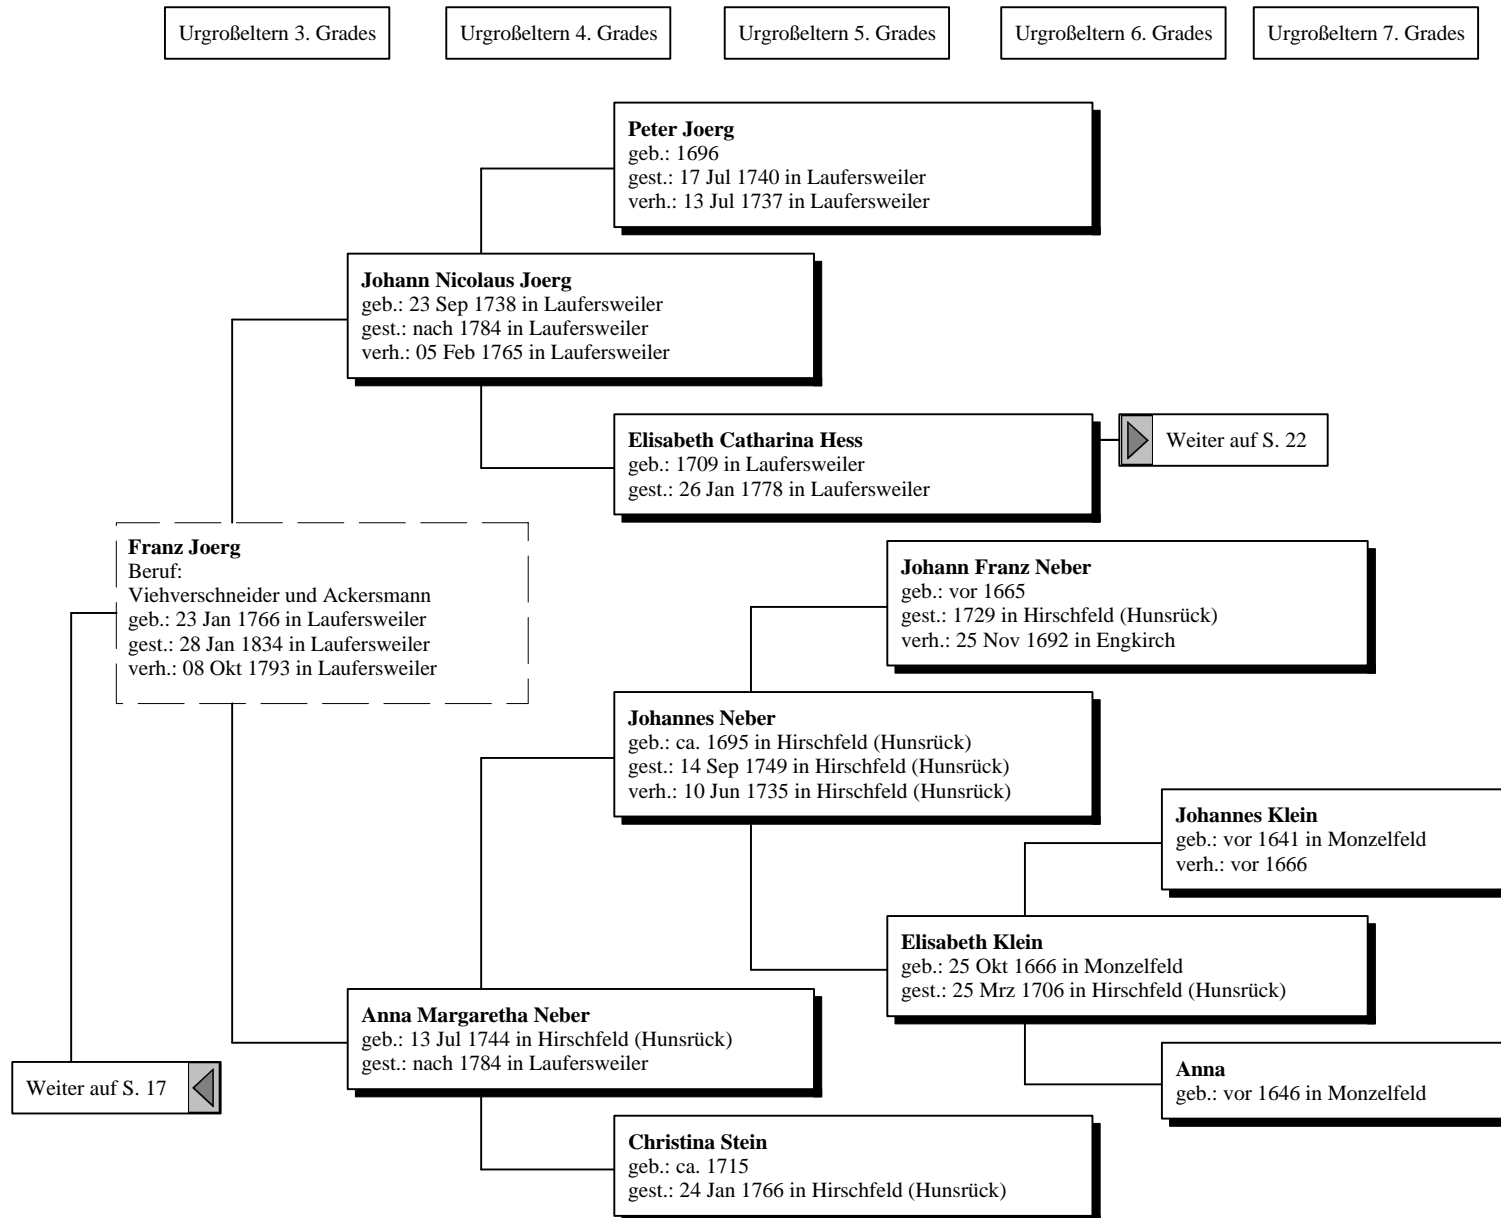 Urgroßeltern 3. Grades
Urgroßeltern 4. Grades
Urgroßeltern 5. Grades
Urgroßeltern 6. Grades
Urgroßeltern 7. Grades
Peter Joerg
geb.: 1696
gest.: 17 Jul 1740 in Laufersweiler
verh.: 13 Jul 1737 in Laufersweiler
Johann Nicolaus Joerg
geb.: 23 Sep 1738 in Laufersweiler
gest.: nach 1784 in Laufersweiler
verh.: 05 Feb 1765 in Laufersweiler
Elisabeth Catharina Hess
geb.: 1709 in Laufersweiler
gest.: 26 Jan 1778 in Laufersweiler
Weiter auf S. 22
Franz Joerg
Beruf:
Viehverschneider und Ackersmann
geb.: 23 Jan 1766 in Laufersweiler
gest.: 28 Jan 1834 in Laufersweiler
verh.: 08 Okt 1793 in Laufersweiler
Johann Franz Neber
geb.: vor 1665
gest.: 1729 in Hirschfeld (Hunsrück)
verh.: 25 Nov 1692 in Engkirch
Johannes Neber
geb.: ca. 1695 in Hirschfeld (Hunsrück)
gest.: 14 Sep 1749 in Hirschfeld (Hunsrück)
verh.: 10 Jun 1735 in Hirschfeld (Hunsrück)
Johannes Klein
geb.: vor 1641 in Monzelfeld
verh.: vor 1666
Elisabeth Klein
geb.: 25 Okt 1666 in Monzelfeld
gest.: 25 Mrz 1706 in Hirschfeld (Hunsrück)
Anna Margaretha Neber
geb.: 13 Jul 1744 in Hirschfeld (Hunsrück)
gest.: nach 1784 in Laufersweiler
Weiter auf S. 17
Anna
geb.: vor 1646 in Monzelfeld
Christina Stein
geb.: ca. 1715
gest.: 24 Jan 1766 in Hirschfeld (Hunsrück)